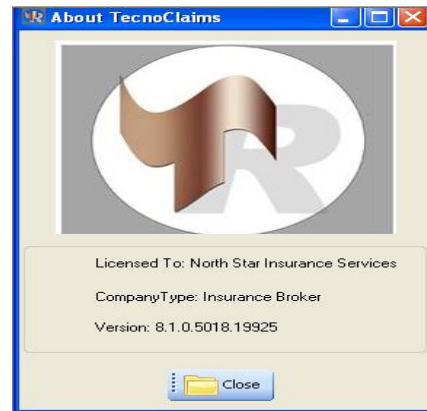 About TecnoClaims
R
Licensed To: North Star Insurance Services
CompanyType: Insurance Broker
Version: 8.1.0.5018.19925
Close